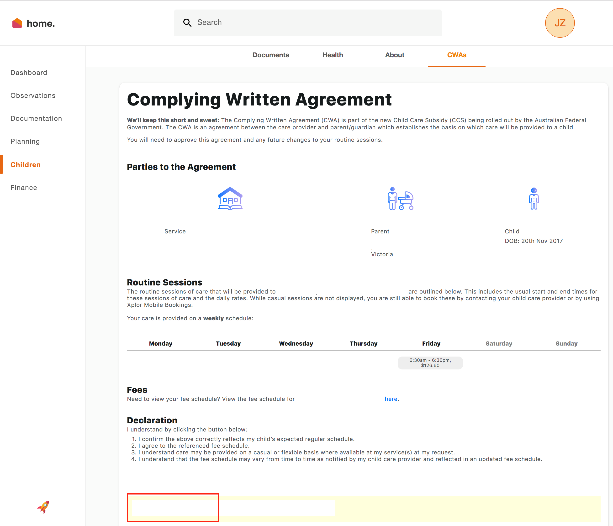 home.
Search
JZ
Documents Health About CWAs
Dashboard
Observations
Documentation
Planning
Children
Finance
Complying Written Agreement
We'll keep this short and sweet: The Complying Written Agreement (CWA) is part of the new Child Care Subsidy (CCS) being rolled out by the Australian Federal
Government. The CWA is an agreement between the care provider and parent/guardian which establishes the basis on which care will be provided to a child.
You will need to approve this agreement and any future changes to your routine sessions.
Parties to the Agreement
Service Parent Child
DOB: 20th Nov 2017
Victoria
Routine Sessions
The routine sessions of care that will be provided to are outlined below. This includes the usual start and end times for
these sessions of care and the daily rates. While casual sessions are not displayed, you are still able to book these by contacting your child care provider or by using
Xplor Mobile Bookings.
Your care is provided on a weekly schedule:
Monday Tuesday Wednesday Thursday Friday Saturday Sunday
Fees
Need to view your fee schedule? View the fee schedule for here.
Declaration
I understand by clicking the button below:
1. I confirm the above correctly reflects my child's expected regular schedule.
2. I agree to the referenced fee schedule.
3. I understand care may be provided on a casual or flexible basis where available at my service(s) at my request.
4. I understand that the fee schedule may vary from time to time as notified by my child care provider and reflected in an updated fee schedule.